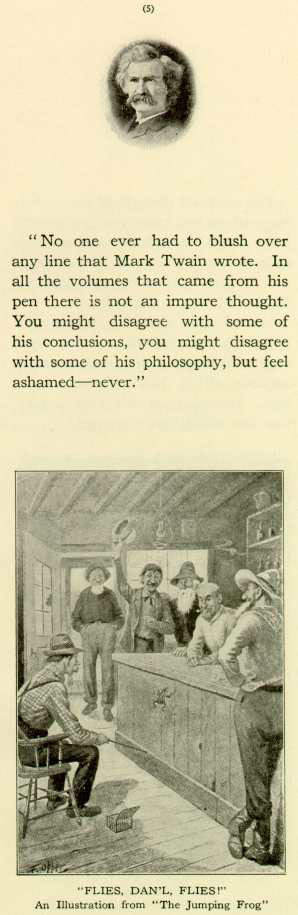 (5)
“No one ever had to blush over
any line that Mark Twain wrote. In
all the volumes that came from his
pen there is not an impure thought.
You might disagree with some of
his conclusions, you might disagree
with some of his philosophy, but feel
ashamed—never.”
“FLIES, DAN'L, FLIES!”
An Illustration from “The Jumping Frog”